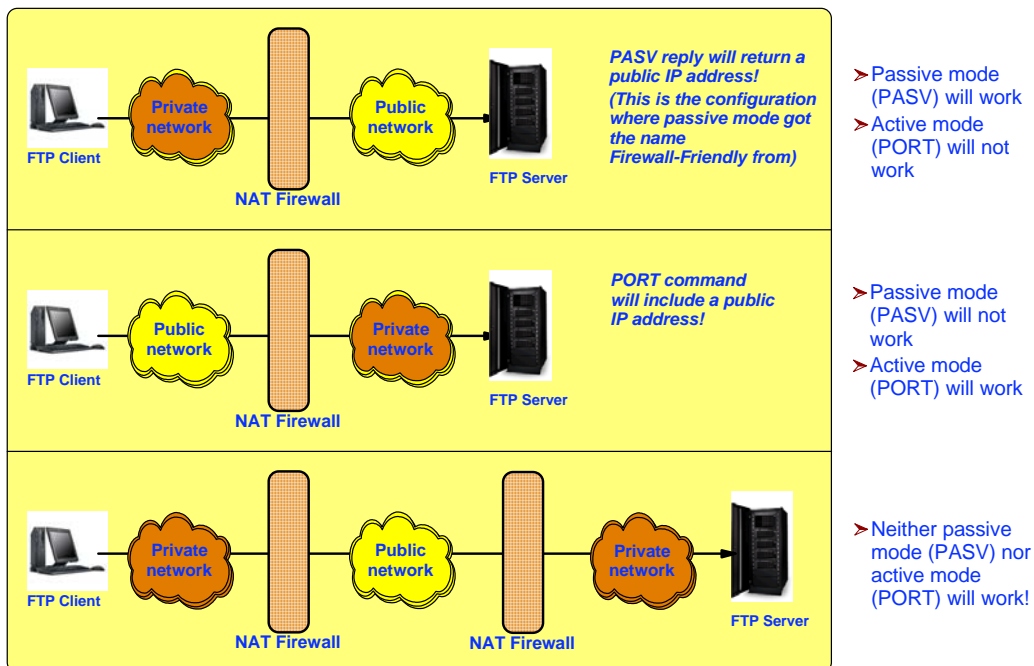 PASV reply will return a
public IP address!
(This is the configuration
where passive mode got
the name
Firewall-Friendly from)
Private
network
Public
network
FTP Client
FTP Server
NAT Firewall
➢Passive mode
(PASV) will work
➢Active mode
(PORT) will not
work
PORT command
will include a public
IP address!
Public
network
Private
network
FTP Client
FTP Server
NAT Firewall
➢Passive mode
(PASV) will not
work
➢Active mode
(PORT) will work
Private
network
Public
network
Private
network
FTP Client
FTP Server
NAT Firewall
NAT Firewall
➢Neither passive
mode (PASV) nor
active mode
(PORT) will work!